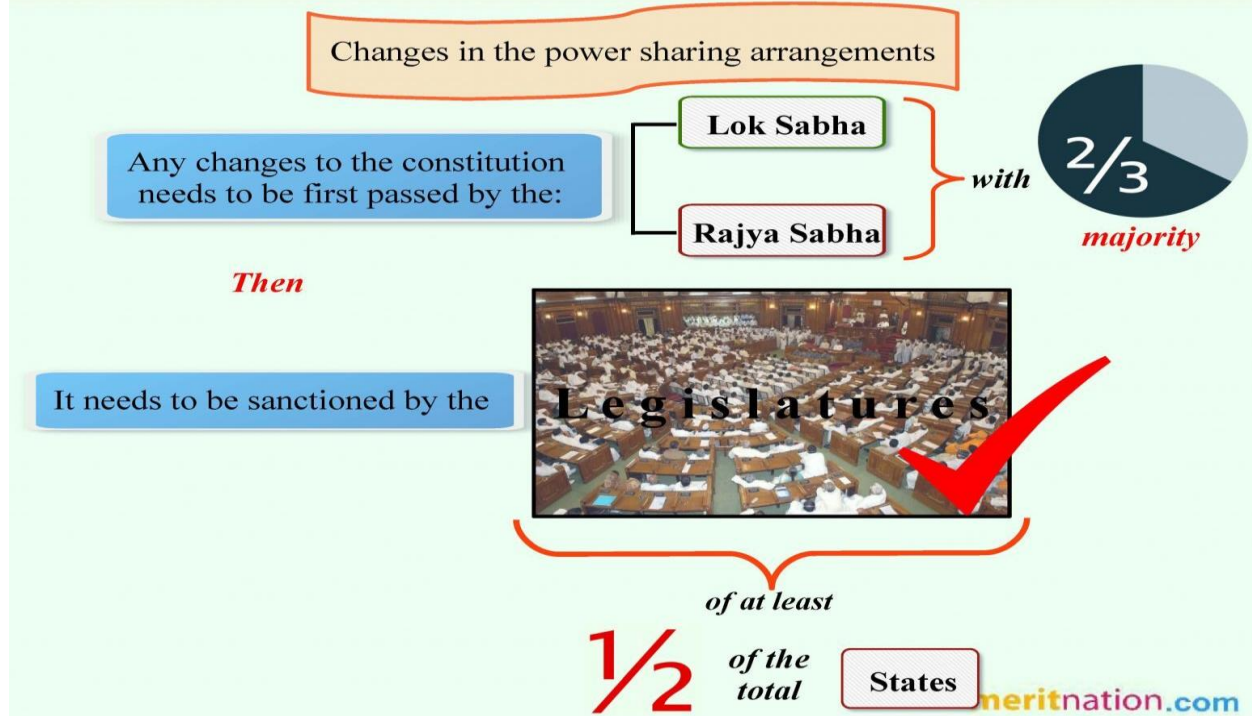 Changes in the power sharing arrangements
Any changes to the constitution
needs to be first passed by the:
Lok Sabha
Rajya Sabha
with
2/3
majority
Then
It needs to be sanctioned by the
Legislatures
of at least
1/2
of the
total
States
meritnation.com